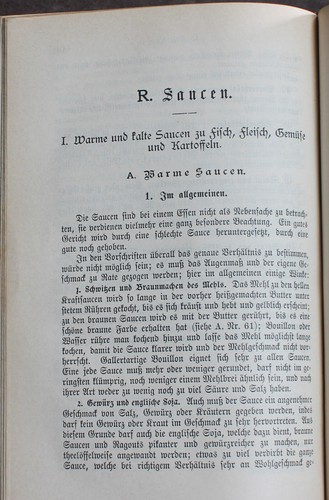 R. Saucen.
I. Warme und kalte Saucen zu Fisch, Fleisch, Gemüse
und Kartoffeln.
A. Warme Saucen.
1. Im allgemeinen.
Die Saucen sind bei einem Essen nicht als Nebensache zu betrach-
ten, sie verdienen vielmehr eine ganz besondere Beachtung. Ein gutes
Gericht wird durch eine schlechte Sauce heruntergesetzt, durch eine
gute noch gehoben.
In den Vorschriften überall das genaue Verhältnis zu bestimmen,
würde nicht möglich sein; es muß das Augenmaß und der eigene Ge-
schmack zu Rate gezogen werden; hier im allgemeinen einige Winke:
1. Schwitzen und Braunmachen des Mehls. Das Mehl zu den hellen
Kraftsaucen wird so lange in der vorher heißgemachten Butter unter
stetem Rühren gekocht, bis es sich kräust und hebt und gelblich erscheint;
zu den braunen Saucen wird es mit der Butter gerührt, bis es eine
schöne braune Farbe erhalten hat (siehe A. Nr. 61); Bouillon oder
Wasser rühre man kochend hinzu und lasse das Mehl möglichst lange
kochen, damit die Sauce klarer wird und der Mehlgeschmack nicht vor-
herrscht. Gallertartige Bouillon eignet sich sehr zu allen Saucen.
Eine jede Sauce muß mehr oder weniger gerundet, darf nicht im ge-
ringsten klümprig, noch weniger einem Mehlbrei ähnlich sein, und nach
ihrer Art weder zu wenig noch zu viel Säure und Salz haben.
2. Gewürz und englische Soja. Auch muß der Sauce ein angenehmer
Geschmack von Salz, Gewürz oder Kräutern gegeben werden, indes
darf kein Gewürz oder Kraut im Geschmack zu sehr hervortreten. Aus
diesem Grunde darf auch die englische Soja, welche dazu dient, braune
Saucen und Ragouts pikanter und gewürzreicher zu machen, nur
theelöffelweise angewandt werden; etwas zu viel verdirbt die ganze
Sauce, welche bei richtigem Verhältnis sehr an Wohlgeschmack ge-